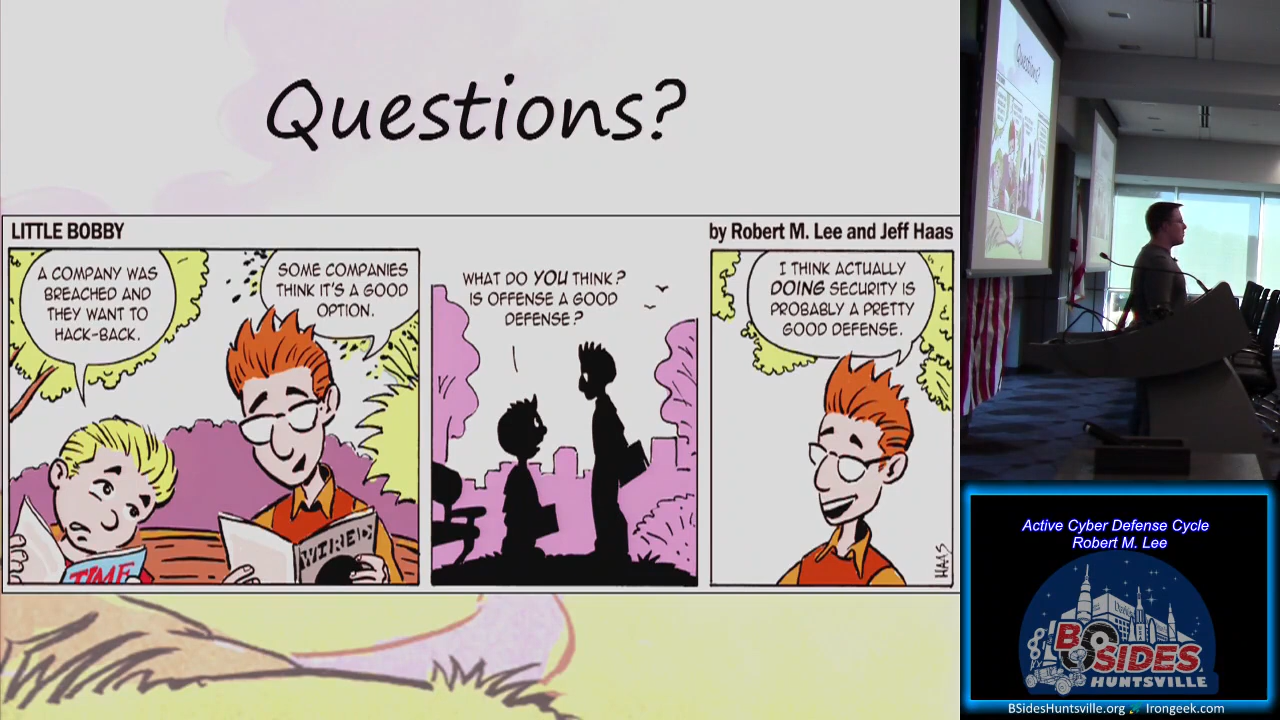 Questions?
LITTLE BOBBY
by Robert M. Lee and Jeff Haas
A COMPANY WAS
BREACHED AND
THEY WANT TO
HACK-BACK.
SOME COMPANIES
THINK IT'S A GOOD
OPTION.
TIME
WIRED
WHAT DO YOU THINK?
IS OFFENSE A GOOD
DEFENSE?
I THINK ACTUALLY
DOING SECURITY IS
PROBABLY A PRETTY
GOOD DEFENSE.
HAAS
Questions?
Active Cyber Defense Cycle
Robert M. Lee
BSIDES
HUNTSVILLE
BSidesHuntsville.org
Irongeek.com